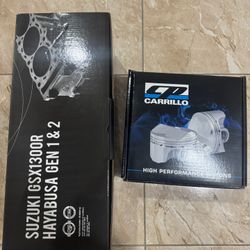 SUZUKI GSX1300R
HAYABUSA GEN 1 & 2
CP
CARRILLO
HIGH PERFORMANCE PISTONS